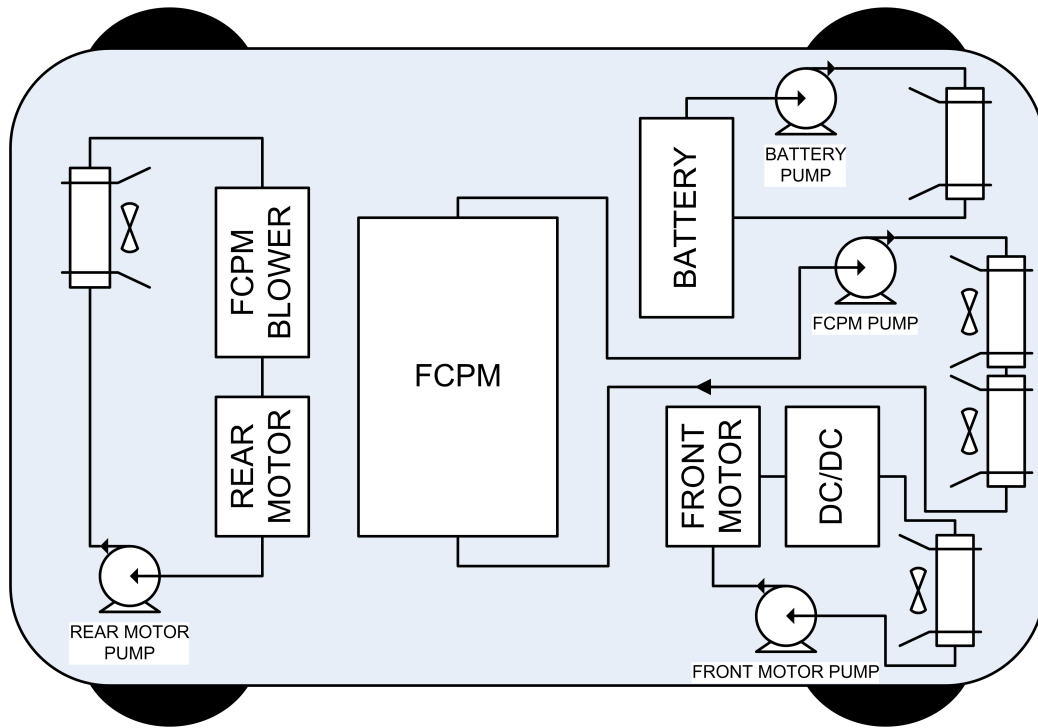 FCPM
BLOWER
REAR
MOTOR
REAR MOTOR
PUMP
FCPM
BATTERY
BATTERY
PUMP
FCPM PUMP
FRONT
MOTOR
DC/DC
FRONT MOTOR PUMP